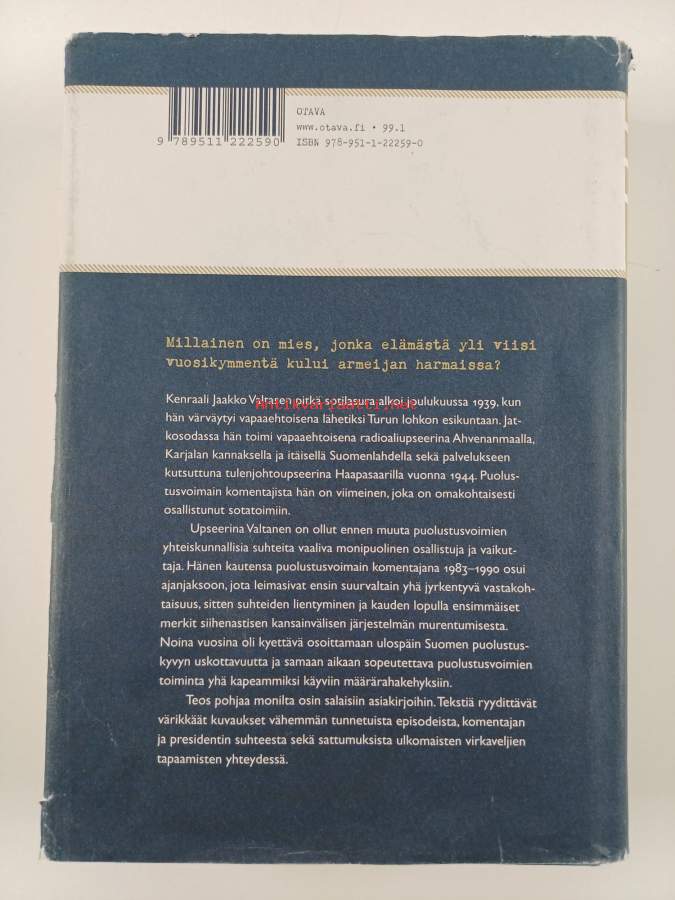 OTAVA
www.otava.fi • 99.1
ISBN 978-951-1-22259-0
9 789511 222590
Millainen on mies, jonka elämästä yli viisi
vuosikymmentä kului armeijan harmaissa?
Kenraali Jaakko Valtasen pitkä sotilasura alkoi joulukuussa 1939, kun
Antikvariaatti.net
hän värväytyi vapaaehtoisena lähetiksi Turun lohkon esikuntaan. Jat-
kosodassa hän toimi vapaaehtoisena radioaliupseerina Ahvenanmaalla,
Karjalan kannaksella ja itäisellä Suomenlahdella sekä palvelukseen
kutsuttuna tulenjohtoupseerina Haapasaarilla vuonna 1944. Puolus-
tusvoimain komentajista hän on viimeinen, joka on omakohtaisesti
osallistunut sotatoimiin.
Upseerina Valtanen on ollut ennen muuta puolustusvoimien
yhteiskunnallisia suhteita vaaliva monipuolinen osallistuja ja vaikut-
taja. Hänen kautensa puolustusvoimain komentajana 1983–1990 osui
ajanjaksoon, jota leimasivat ensin suurvaltain yhä jyrkentyvä vastakoh-
taisuus, sitten suhteiden lientyminen ja kauden lopulla ensimmäiset
merkit siihenastisen kansainvälisen järjestelmän murentumisesta.
Noina vuosina oli kyettävä osoittamaan ulospäin Suomen puolustus-
kyvyn uskottavuutta ja samaan aikaan sopeutettava puolustusvoimien
toiminta yhä kapeammiksi käyviin määrärahakehyksiin.
Teos pohjaa monilta osin salaisiin asiakirjoihin. Tekstiä ryydittävät
värikkäät kuvaukset vähemmän tunnetuista episodeista, komentajan
ja presidentin suhteesta sekä sattumuksista ulkomaisten virkaveljien
tapaamisten yhteydessä.